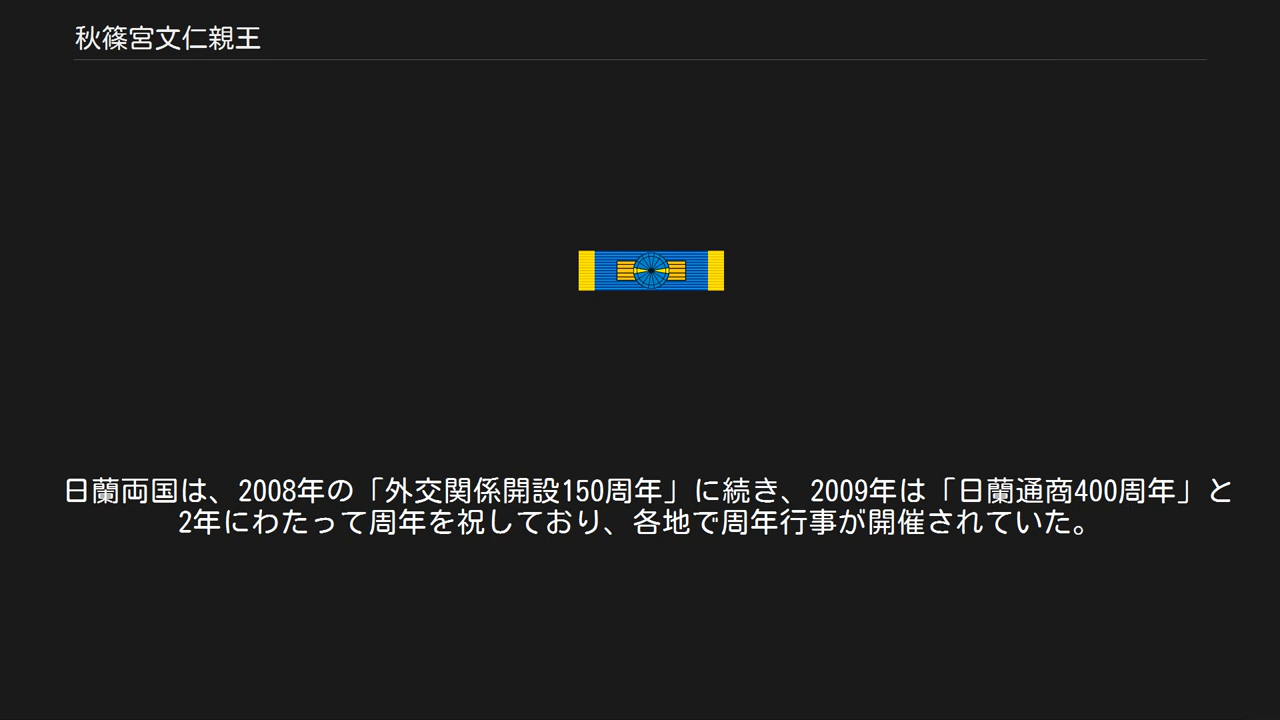 秋篠宮文仁親王
日蘭両国は、2008年の「外交関係開設150周年」に続き、2009年は「日蘭通商400周年」と
2年にわたって周年を祝しており、各地で周年行事が開催されていた。